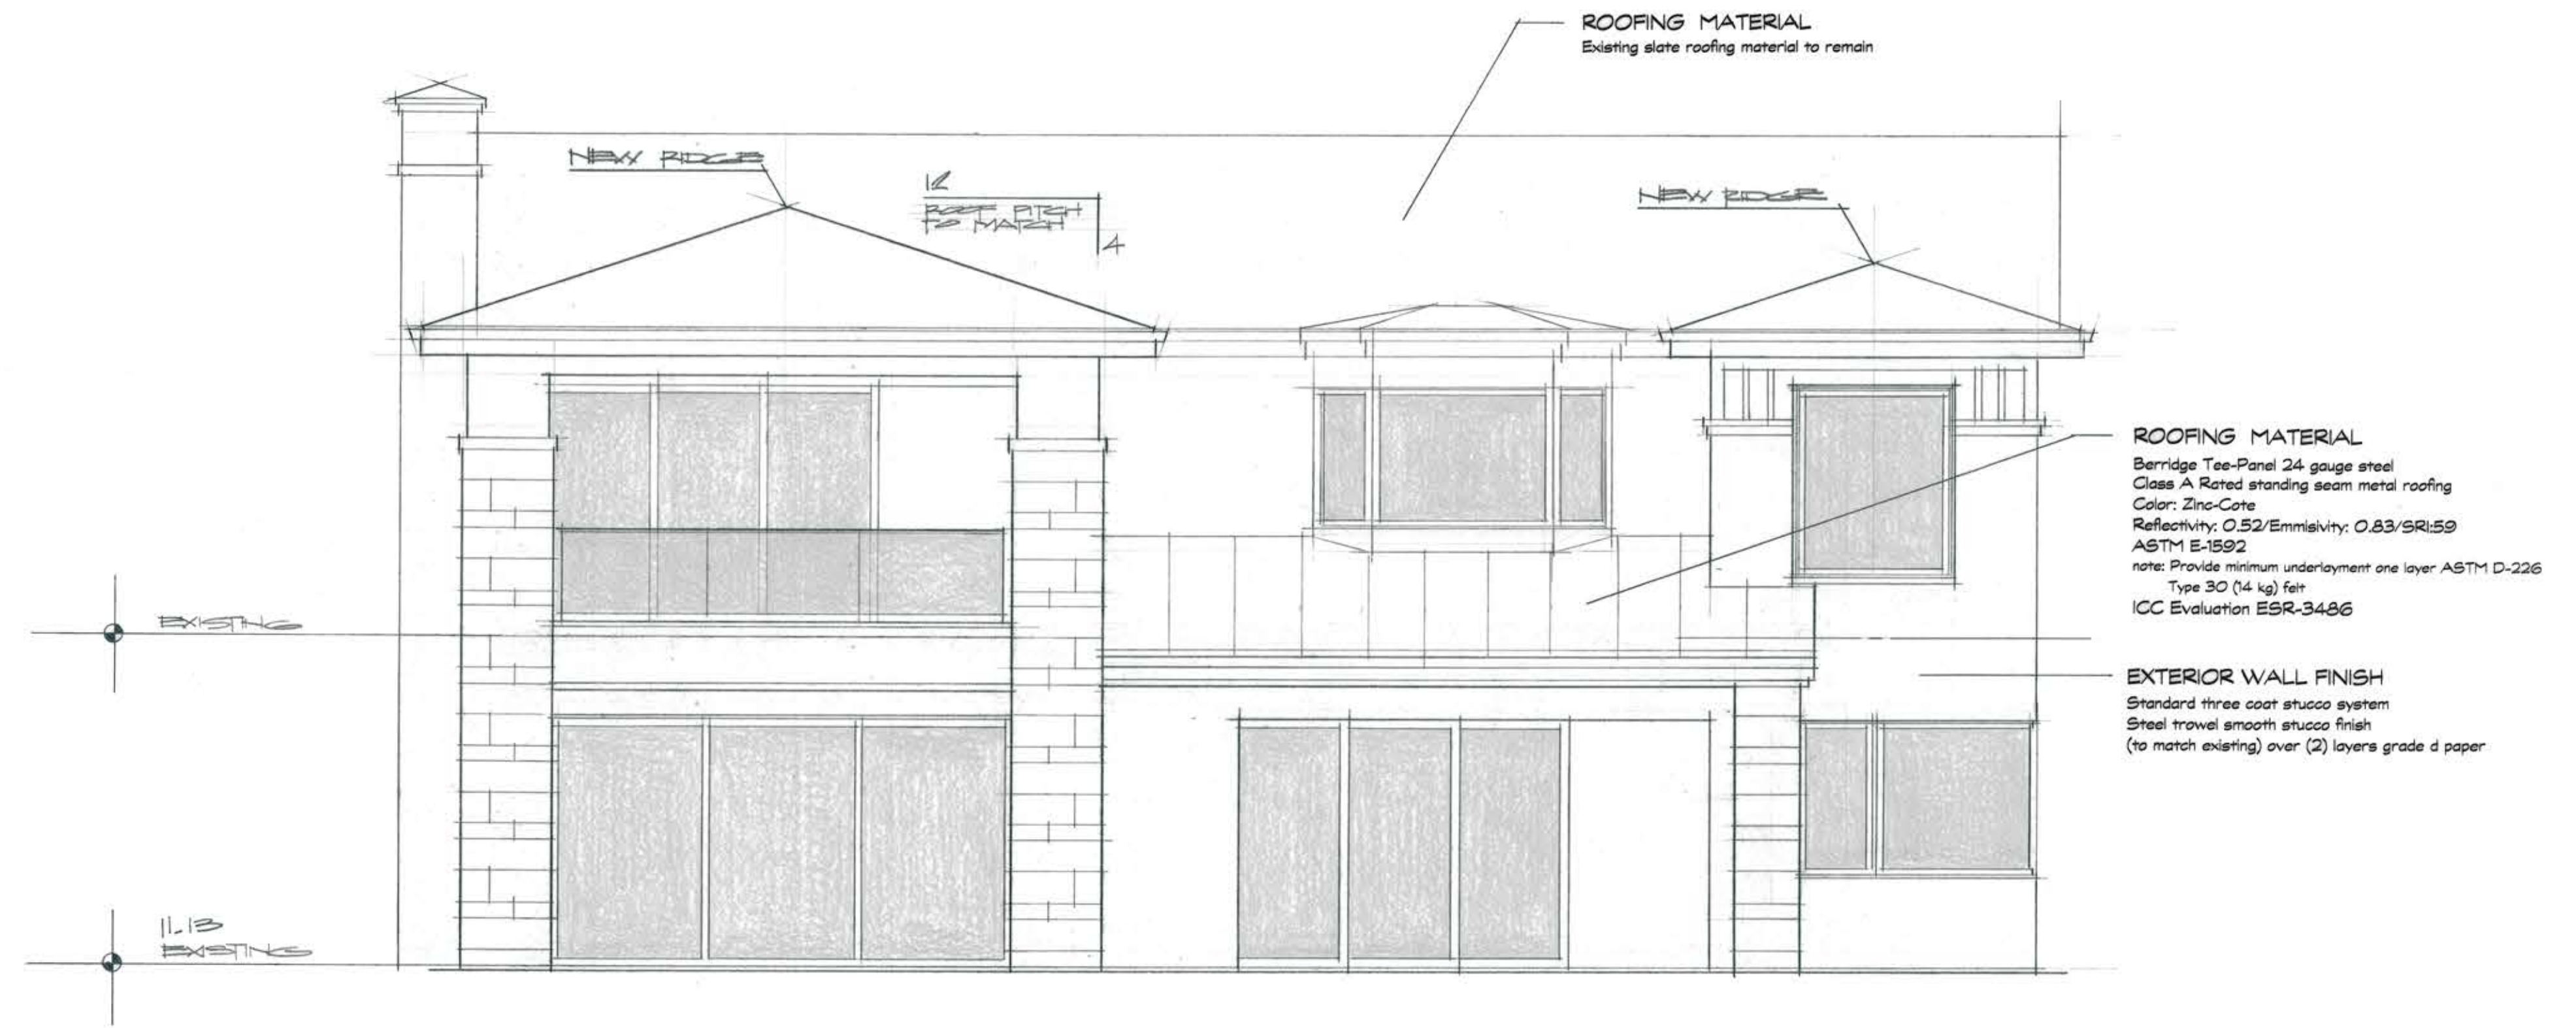 ROOFING MATERIAL
Existing slate roofing material to remain
NEW RIDGE
12
ROOF PITCH
TO MATCH
4
NEW RIDGE
ROOFING MATERIAL
Berridge Tee-Panel 24 gauge steel
Class A Rated standing seam metal roofing
Color: Zinc-Cote
Reflectivity: 0.52/Emmisivity: 0.83/SRI:59
ASTM E-1592
note: Provide minimum underlayment one layer ASTM D-226
Type 30 (14 kg) felt
ICC Evaluation ESR-3486
EXISTING
EXTERIOR WALL FINISH
Standard three coat stucco system
Steel trowel smooth stucco finish
(to match existing) over (2) layers grade d paper
11.13
EXISTING